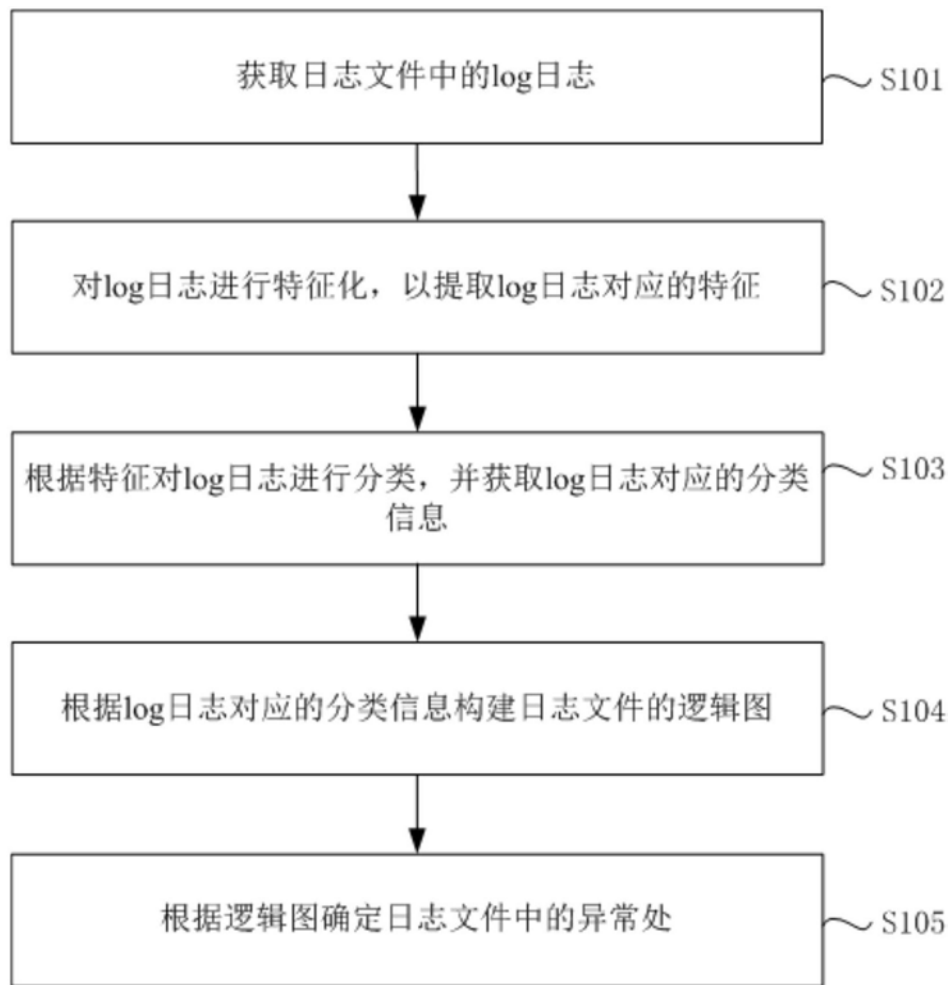 获取日志文件中的log日志
S101
对log日志进行特征化，以提取log日志对应的特征
S102
根据特征对log日志进行分类，并获取log日志对应的分类
信息
S103
根据log日志对应的分类信息构建日志文件的逻辑图
S104
根据逻辑图确定日志文件中的异常处
S105